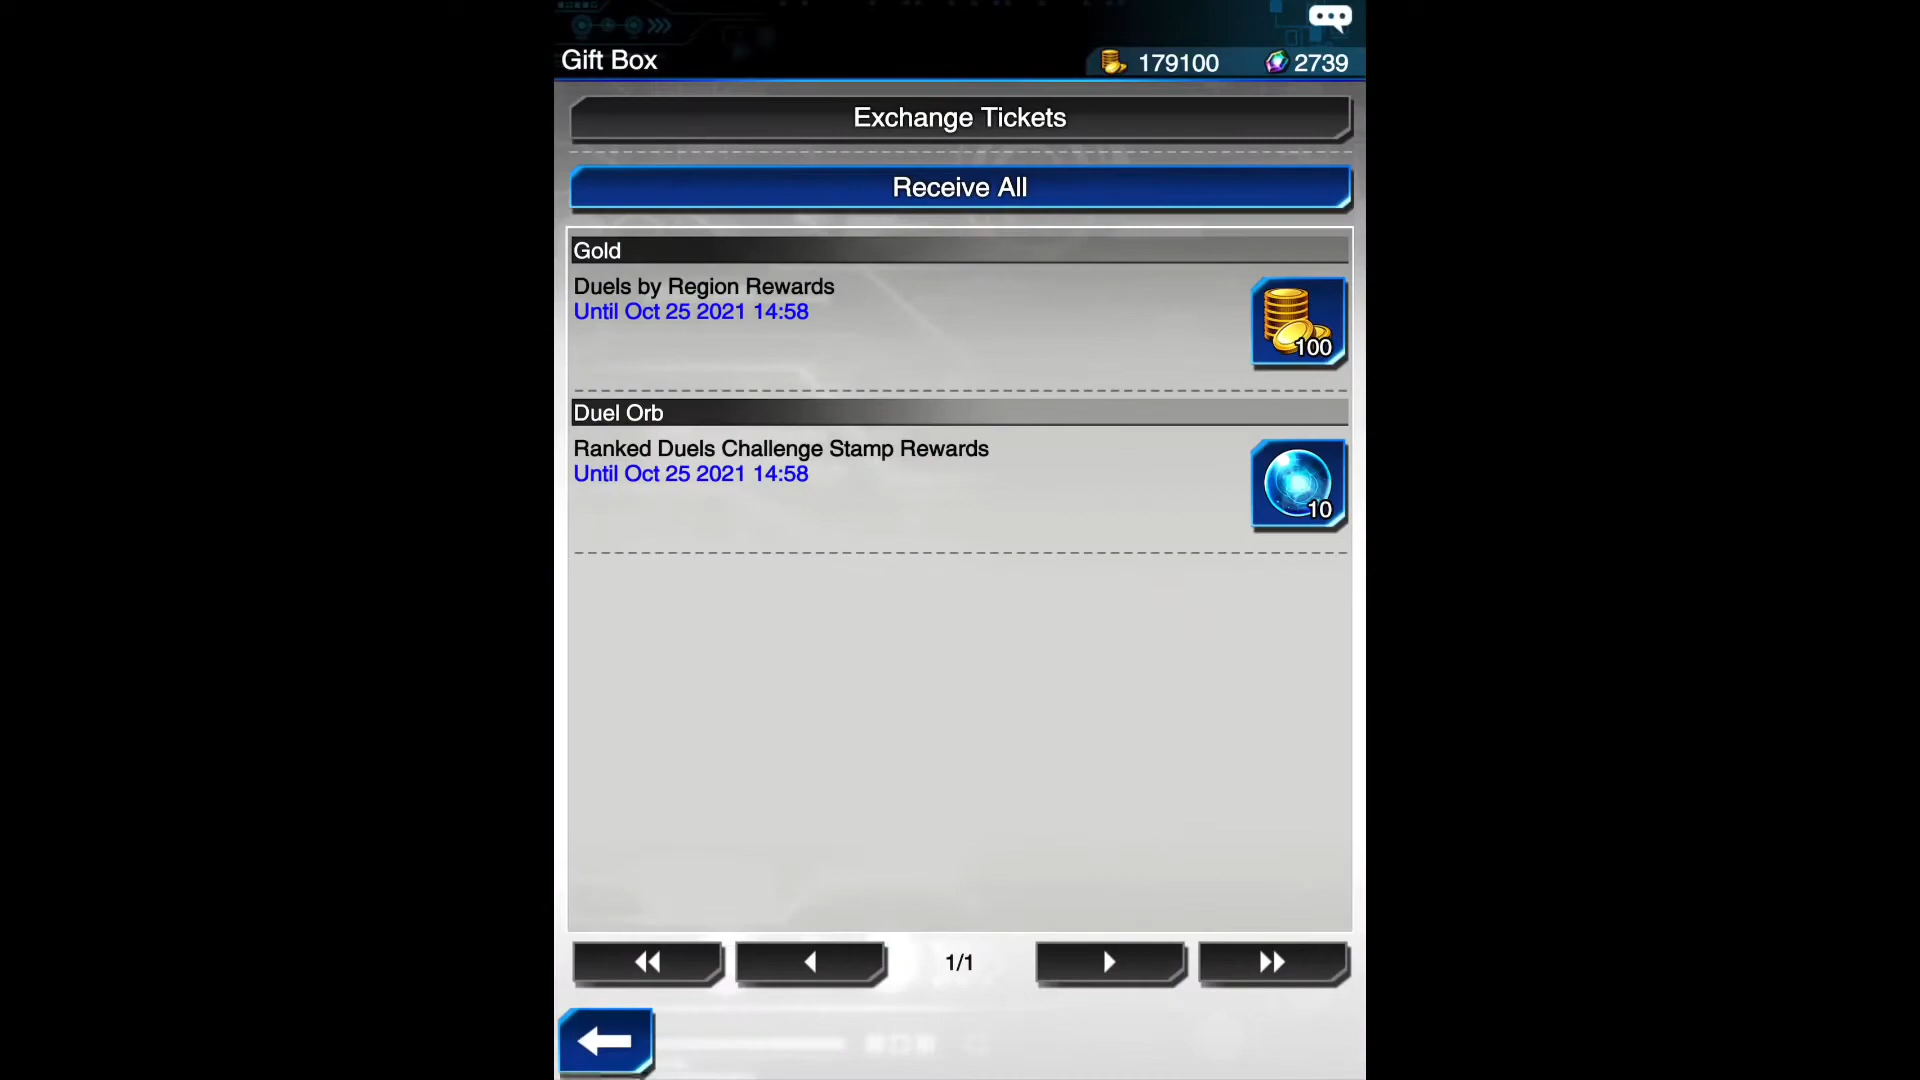 Gift Box
179100
2739
Exchange Tickets
Receive All
Gold
Duels by Region Rewards
Until Oct 25 2021 14:58
100
Duel Orb
Ranked Duels Challenge Stamp Rewards
Until Oct 25 2021 14:58
10
1/1